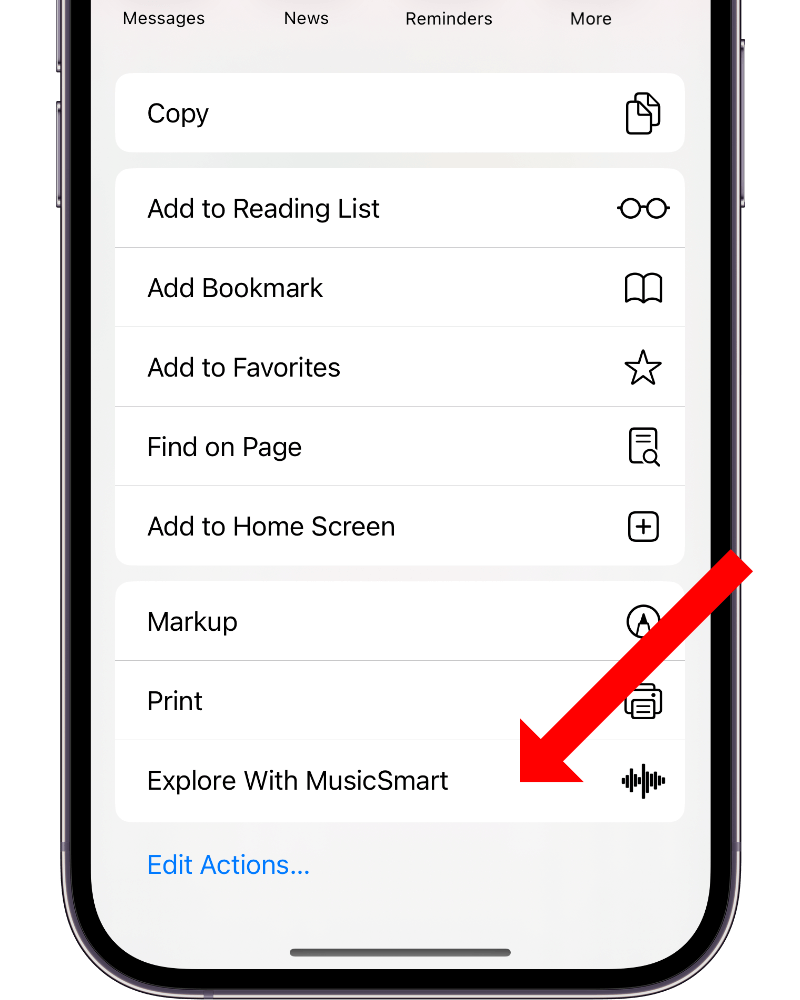 Messages News Reminders More
Copy
Add to Reading List
Add Bookmark
Add to Favorites
Find on Page
Add to Home Screen
Markup
Print
Explore With MusicSmart
Edit Actions...